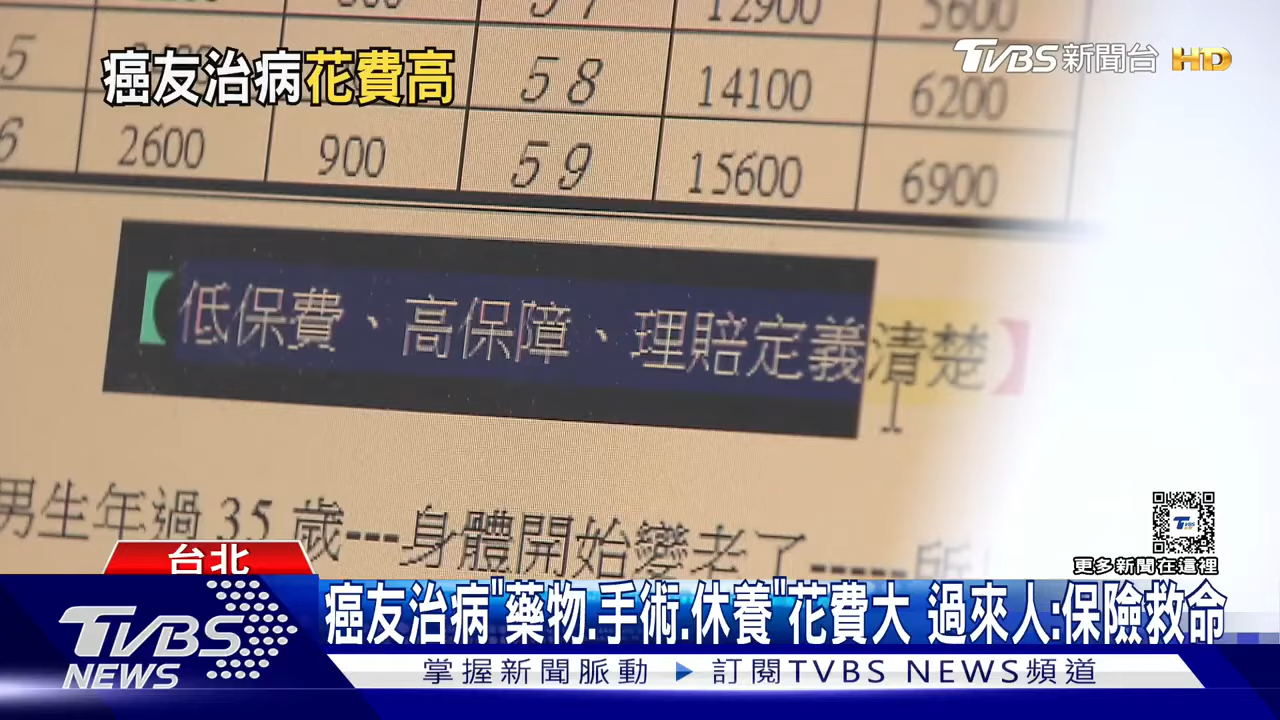 12900 5600
TVBS新聞台 HD
癌友治病花費高
5 58 14100 6200
6 2600 900 59 15600 6900
【低保費、高保障、理賠定義清楚】
男生年過 35 歲---身體開始變老了-----所
更多新聞在這裡
台北
癌友治病"藥物.手術.休養"花費大 過來人:保險救命
TVBS NEWS
掌握新聞脈動 ▶ 訂閱TVBS NEWS頻道